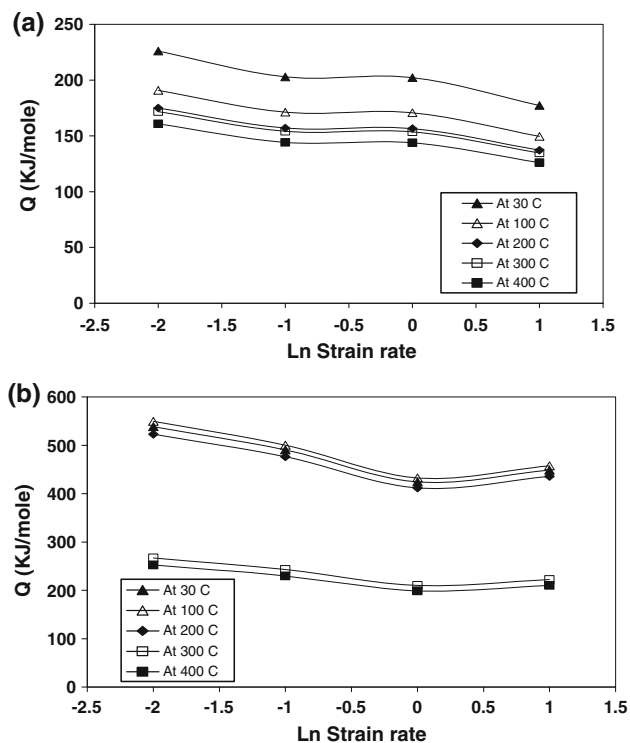 (a)
250
200
150
100
50
0
Q (KJ/mole)
At 30 C
At 100 C
At 200 C
At 300 C
At 400 C
-2.5 -2 -1.5 -1 -0.5 0 0.5 1 1.5
Ln Strain rate
(b)
600
500
400
300
200
100
0
Q (KJ/mole)
At 30 C
At 100 C
At 200 C
At 300 C
At 400 C
-2.5 -2 -1.5 -1 -0.5 0 0.5 1 1.5
Ln Strain rate